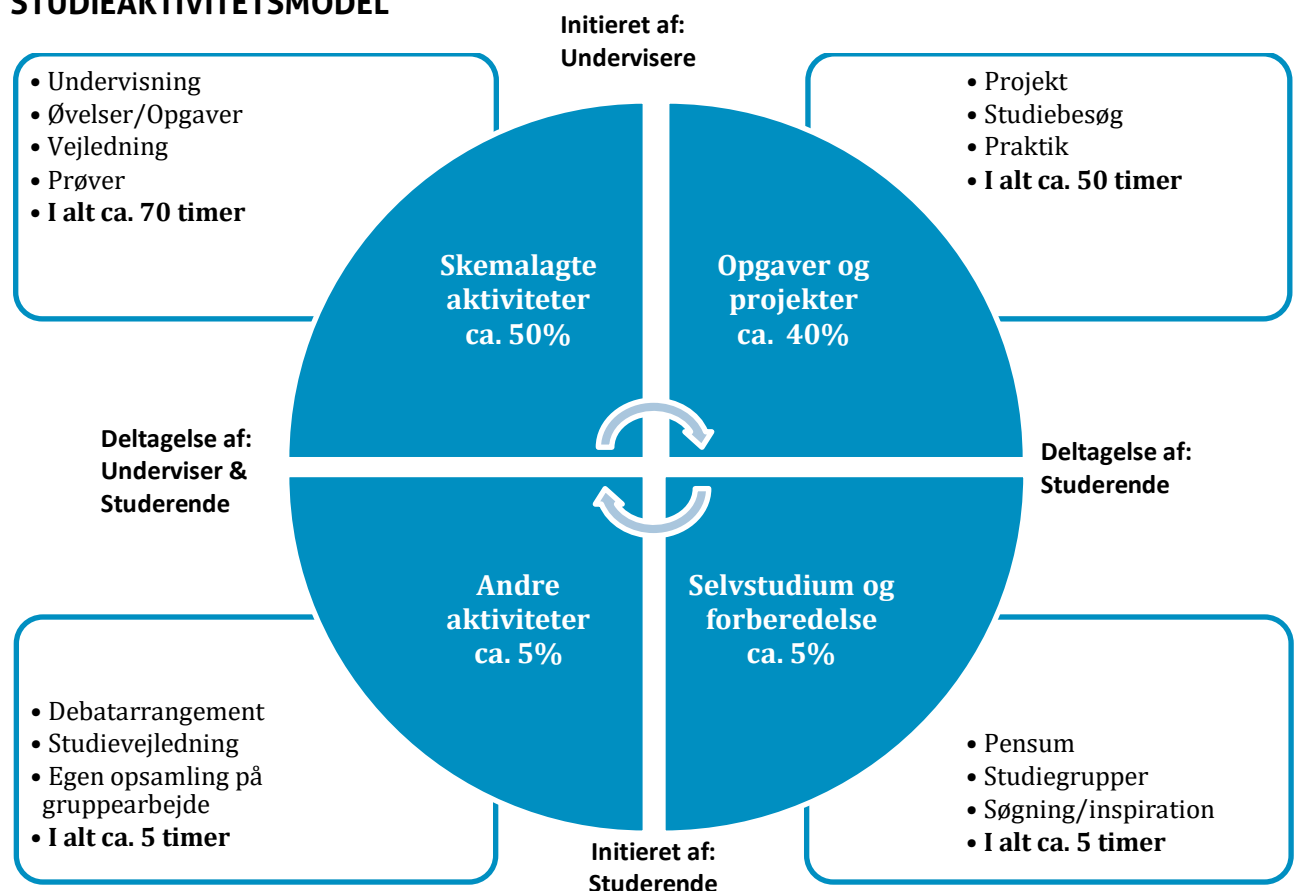 STUDIEAKTIVITETSMODEL
Initieret af:
Undervisere
• Undervisning
• Øvelser/Opgaver
• Vejledning
• Prøver
• I alt ca. 70 timer
• Projekt
• Studiebesøg
• Praktik
• I alt ca. 50 timer
Skemalagte
aktiviteter
ca. 50%
Opgaver og
projekter
ca. 40%
Deltagelse af:
Underviser &
Studerende
Deltagelse af:
Studerende
Andre
aktiviteter
ca. 5%
Selvstudium og
forberedelse
ca. 5%
• Debatarrangement
• Studievejledning
• Egen opsamling på
gruppearbejde
• I alt ca. 5 timer
• Pensum
• Studiegrupper
• Søgning/inspiration
• I alt ca. 5 timer
Initieret af:
Studerende